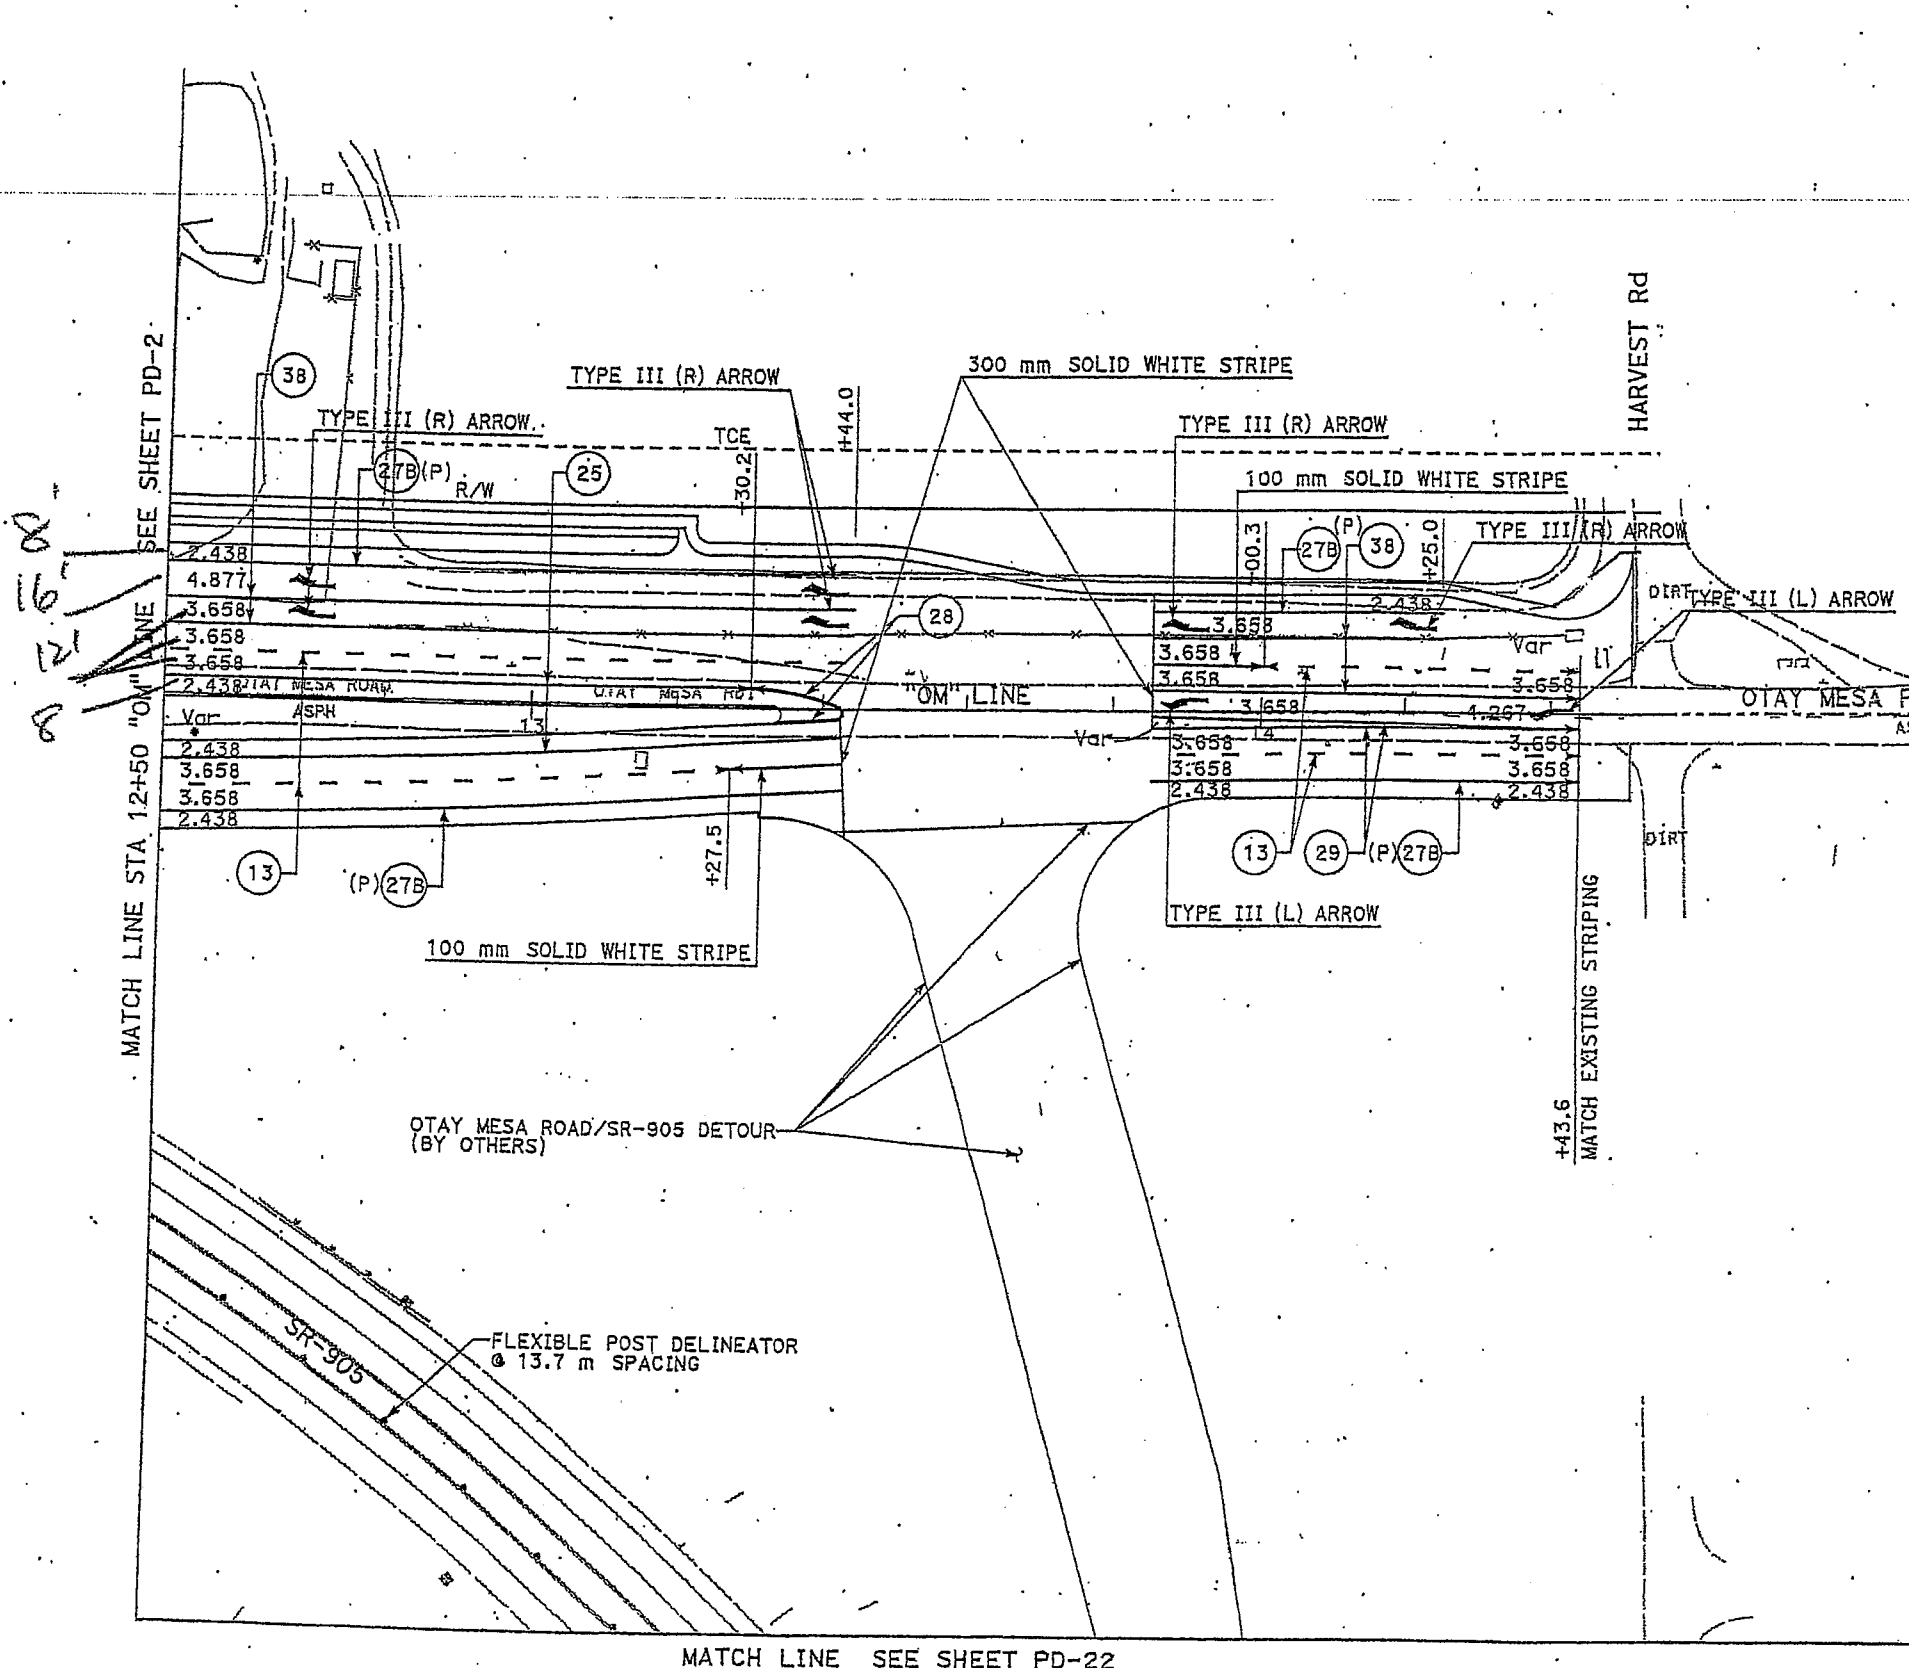 HARVEST Rd
300 mm SOLID WHITE STRIPE
TYPE III (R) ARROW
38
TYPE III (R) ARROW
TYPE III (R) ARROW
+44.0
TCE
+30.2
27B (P)
R/W
25
100 mm SOLID WHITE STRIPE
+00.3
27B
(P)
38
+25.0
TYPE III (R) ARROW
SEE SHEET PD-2
MATCH LINE STA 12+50 "OM" LINE
8'
16'
12'
8
2.438
4.877
3.658
3.658
3.658
2.438
OTAY MESA ROAD
OTAY MESA RD.
ASPH
Var
13
2.438
3.658
3.658
2.438
28
"OM" LINE
2.438
3.658
3.658
3.658
Var
3.658
3.658
4.267
14
Var
3.658
3.658
3.658
3.658
2.438
2.438
DIRT
TYPE III (L) ARROW
OTAY MESA
DIRT
13
(P) 27B
+27.5
100 mm SOLID WHITE STRIPE
13
29
(P) 27B
TYPE III (L) ARROW
+43.6
MATCH EXISTING STRIPING
OTAY MESA ROAD/SR-905 DETOUR
(BY OTHERS)
SR-905
FLEXIBLE POST DELINEATOR
@ 13.7 m SPACING
MATCH LINE SEE SHEET PD-22